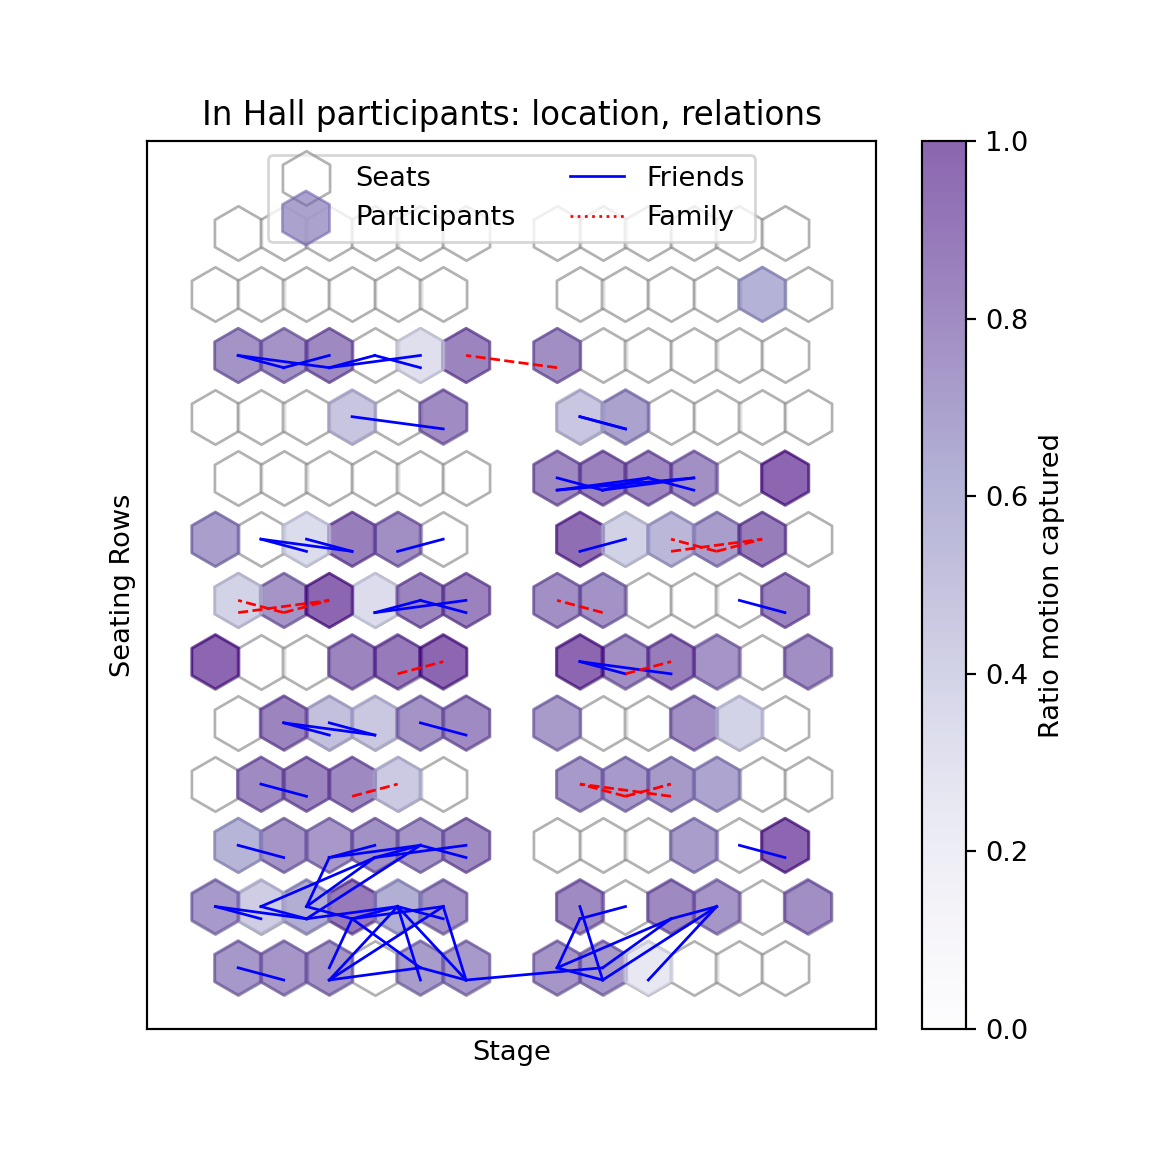 In Hall participants: location, relations
Seats
Participants
Friends
Family
Seating Rows
Stage
1.0
0.8
0.6
0.4
0.2
0.0
Ratio motion captured